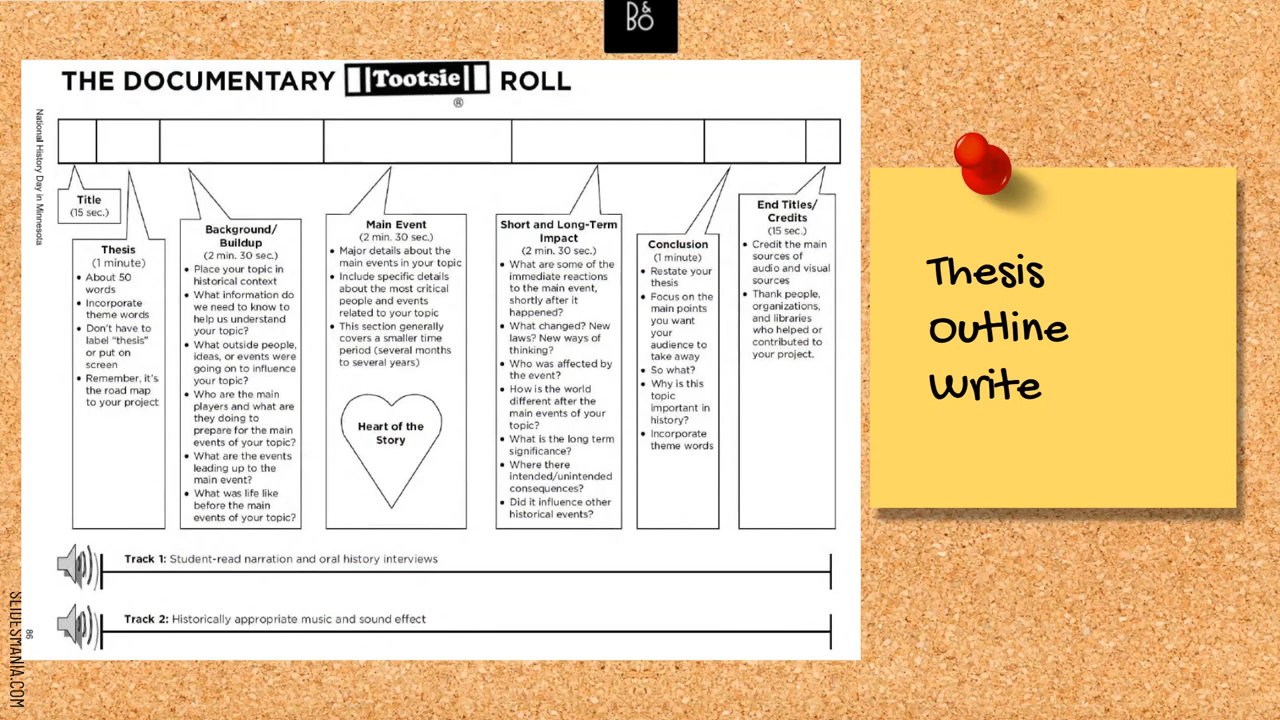 B&
BO
THE DOCUMENTARY Tootsie ROLL
®
National History Day in Minnesota
Title
(15 sec.)
Thesis
(1 minute)
• About 50
words
• Incorporate
theme words
• Don't have to
label "thesis"
or put on
screen
• Remember, it's
the road map
to your project
Background/
Buildup
(2 min. 30 sec.)
• Place your topic in
historical context
• What information do
we need to know to
help us understand
your topic?
• What outside people,
ideas, or events were
going on to influence
your topic?
• Who are the main
players and what are
they doing to
prepare for the main
events of your topic?
• What are the events
leading up to the
main event?
• What was life like
before the main
events of your topic?
Main Event
(2 min. 30 sec.)
• Major details about the
main events in your topic
• Include specific details
about the most critical
people and events
related to your topic
• This section generally
covers a smaller time
period (several months
to several years)
Heart of the
Story
Short and Long-Term
Impact
(2 min. 30 sec.)
• What are some of the
immediate reactions
to the main event,
shortly after it
happened?
• What changed? New
laws? New ways of
thinking?
• Who was affected by
the event?
• How is the world
different after the
main events of your
topic?
• What is the long term
significance?
• Where there
intended/unintended
consequences?
• Did it influence other
historical events?
Conclusion
(1 minute)
• Restate your
thesis
• Focus on the
main points
you want
your
audience to
take away
• So what?
• Why is this
topic
important in
history?
• Incorporate
theme words
End Titles/
Credits
(15 sec.)
• Credit the main
sources of
audio and visual
sources
• Thank people,
organizations,
and libraries
who helped or
contributed to
your project.
Track 1: Student-read narration and oral history interviews
Track 2: Historically appropriate music and sound effect
86
SLIDESMANIA.COM
Thesis
Outline
Write